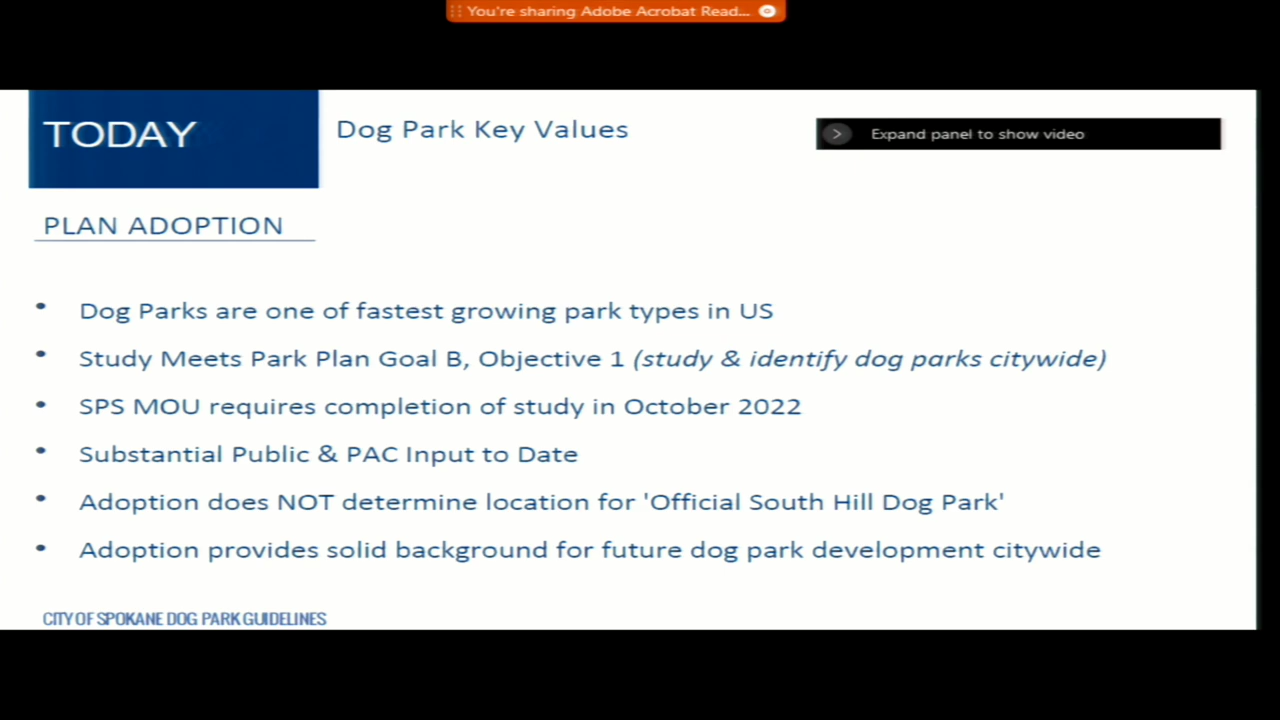 You're sharing Adobe Acrobat Read...
TODAY
Dog Park Key Values
Expand panel to show video
PLAN ADOPTION
• Dog Parks are one of fastest growing park types in US
• Study Meets Park Plan Goal B, Objective 1 (study & identify dog parks citywide)
• SPS MOU requires completion of study in October 2022
• Substantial Public & PAC Input to Date
• Adoption does NOT determine location for 'Official South Hill Dog Park'
• Adoption provides solid background for future dog park development citywide
CITY OF SPOKANE DOG PARK GUIDELINES